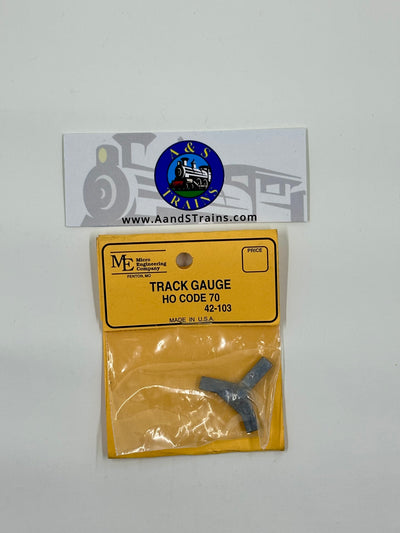 A & S
TRAINS
www.AandSTrains.com
ME Micro
Engineering
Company
FENTON, MO
PRICE
TRACK GAUGE
HO CODE 70
42-103
MADE IN U.S.A.